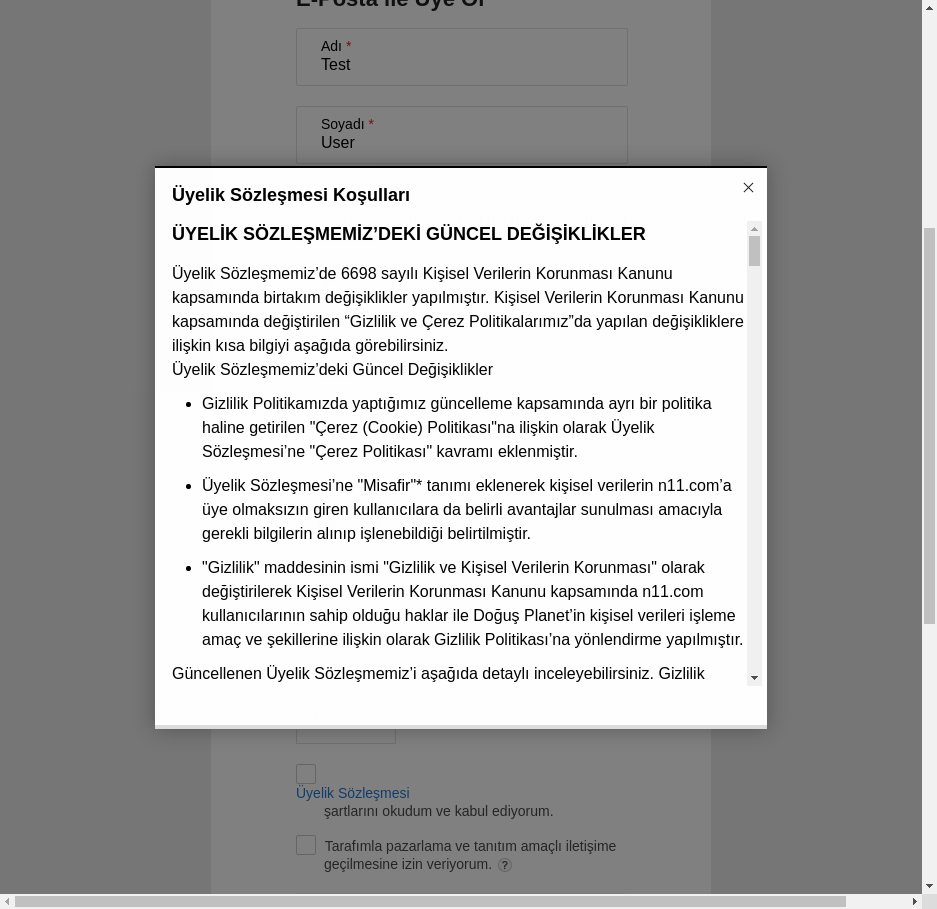 E-Posta ile Üye Ol
Adı *
Test
Soyadı *
User
Üyelik Sözleşmesi Koşulları
ÜYELİK SÖZLEŞMEMİZ’DEKİ GÜNCEL DEĞİŞİKLİKLER
Üyelik Sözleşmemiz’de 6698 sayılı Kişisel Verilerin Korunması Kanunu
kapsamında birtakım değişiklikler yapılmıştır. Kişisel Verilerin Korunması Kanunu
kapsamında değiştirilen “Gizlilik ve Çerez Politikalarımız”da yapılan değişikliklere
ilişkin kısa bilgiyi aşağıda görebilirsiniz.
Üyelik Sözleşmemiz’deki Güncel Değişiklikler
• Gizlilik Politikamızda yaptığımız güncelleme kapsamında ayrı bir politika
haline getirilen "Çerez (Cookie) Politikası"na ilişkin olarak Üyelik
Sözleşmesi’ne "Çerez Politikası" kavramı eklenmiştir.
• Üyelik Sözleşmesi’ne "Misafir"* tanımı eklenerek kişisel verilerin n11.com’a
üye olmaksızın giren kullanıcılara da belirli avantajlar sunulması amacıyla
gerekli bilgilerin alınıp işlenebildiği belirtilmiştir.
• "Gizlilik" maddesinin ismi "Gizlilik ve Kişisel Verilerin Korunması" olarak
değiştirilerek Kişisel Verilerin Korunması Kanunu kapsamında n11.com
kullanıcılarının sahip olduğu haklar ile Doğuş Planet’in kişisel verileri işleme
amaç ve şekillerine ilişkin olarak Gizlilik Politikası’na yönlendirme yapılmıştır.
Güncellenen Üyelik Sözleşmemiz’i aşağıda detaylı inceleyebilirsiniz. Gizlilik
Üyelik Sözleşmesi
şartlarını okudum ve kabul ediyorum.
Tarafımla pazarlama ve tanıtım amaçlı iletişime
geçilmesine izin veriyorum. ?